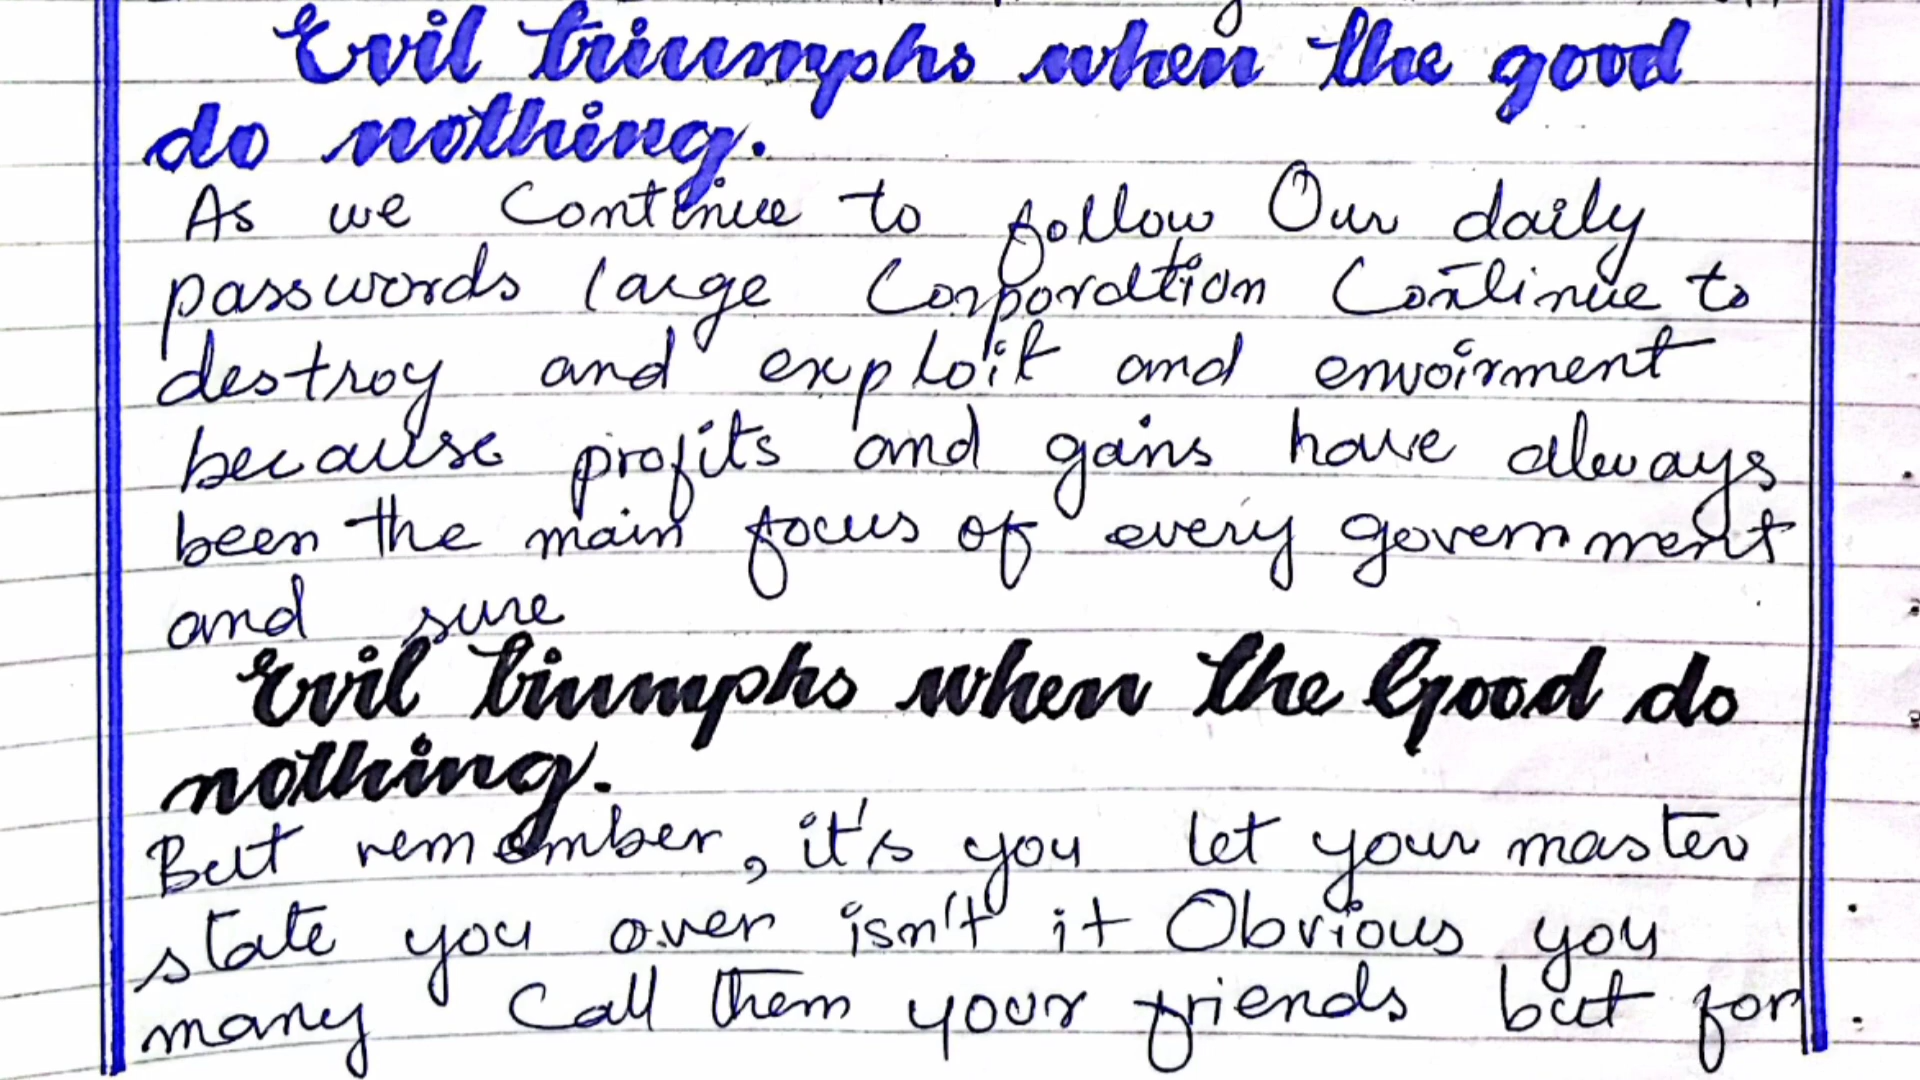 Evil triumphs when the good
do nothing.
As we continue to follow Our daily
passwords large Corporation Continue to
destroy and exploit and envoirment
because profits and gains have always
been the main focus of every government
and sure
Evil triumphs when the Good do
nothing.
But remember, it's you let your master
state you over isn't it Obvious you
many Call them your friends but for